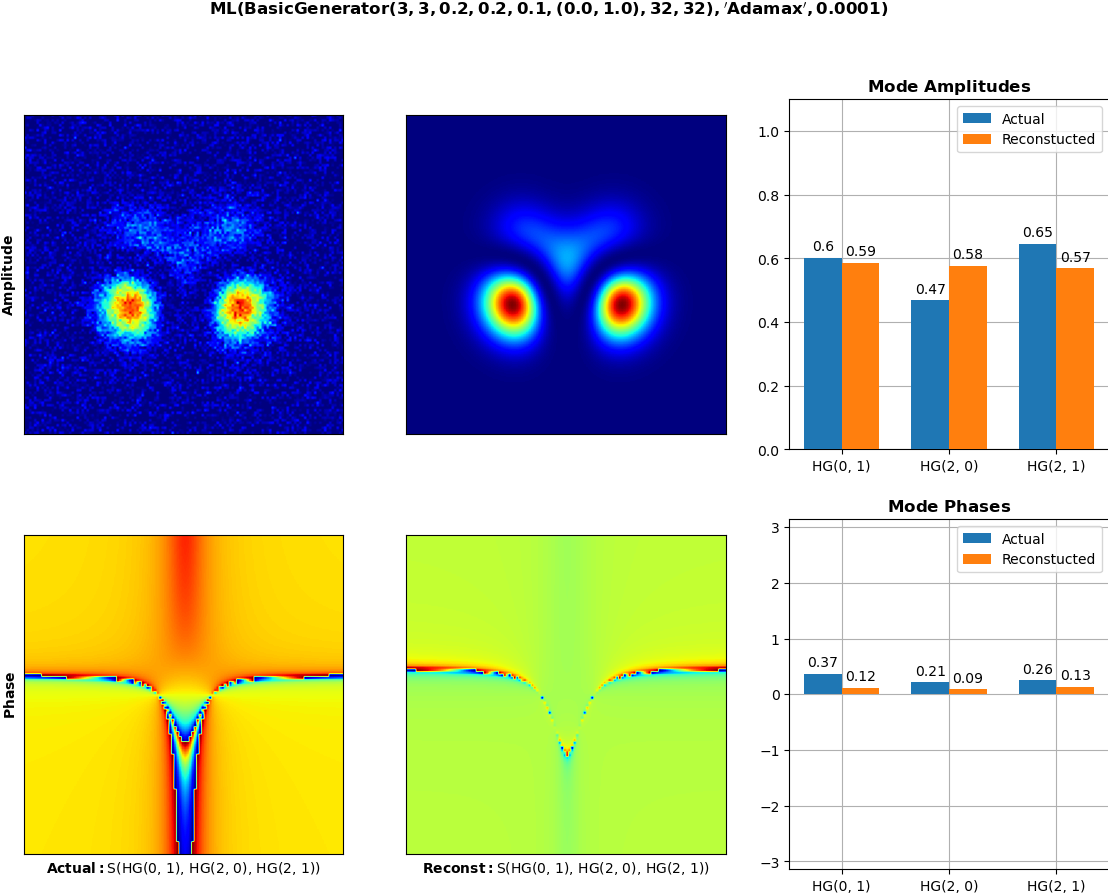 ML(BasicGenerator(3, 3, 0.2, 0.2, 0.1, (0.0, 1.0), 32, 32), ′Adamax′, 0.0001)
Amplitude
Mode Amplitudes
Actual
Reconstucted
1.0
0.8
0.6
0.4
0.2
0.0
0.6
0.59
0.47
0.58
0.65
0.57
HG(0, 1)
HG(2, 0)
HG(2, 1)
Phase
Actual: S(HG(0, 1), HG(2, 0), HG(2, 1))
Reconst: S(HG(0, 1), HG(2, 0), HG(2, 1))
Mode Phases
Actual
Reconstucted
3
2
1
0
−1
−2
−3
0.37
0.12
0.21
0.09
0.26
0.13
HG(0, 1)
HG(2, 0)
HG(2, 1)